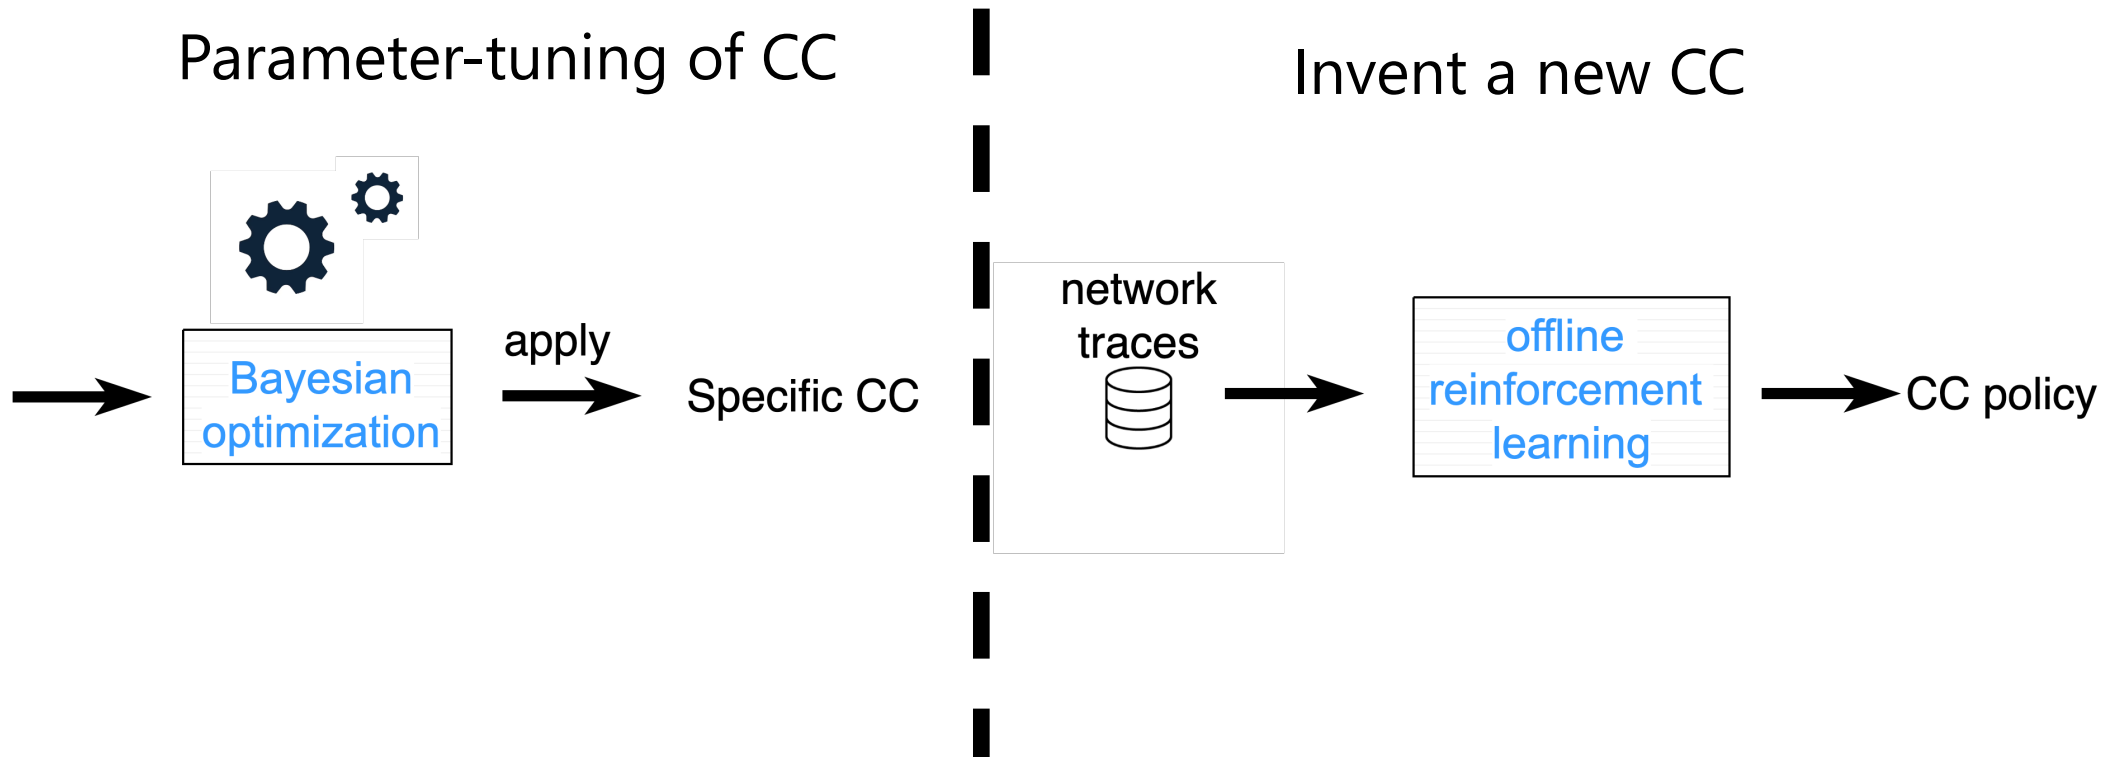 Parameter-tuning of CC
Bayesian
optimization
apply
Specific CC
Invent a new CC
network
traces
offline
reinforcement
learning
CC policy